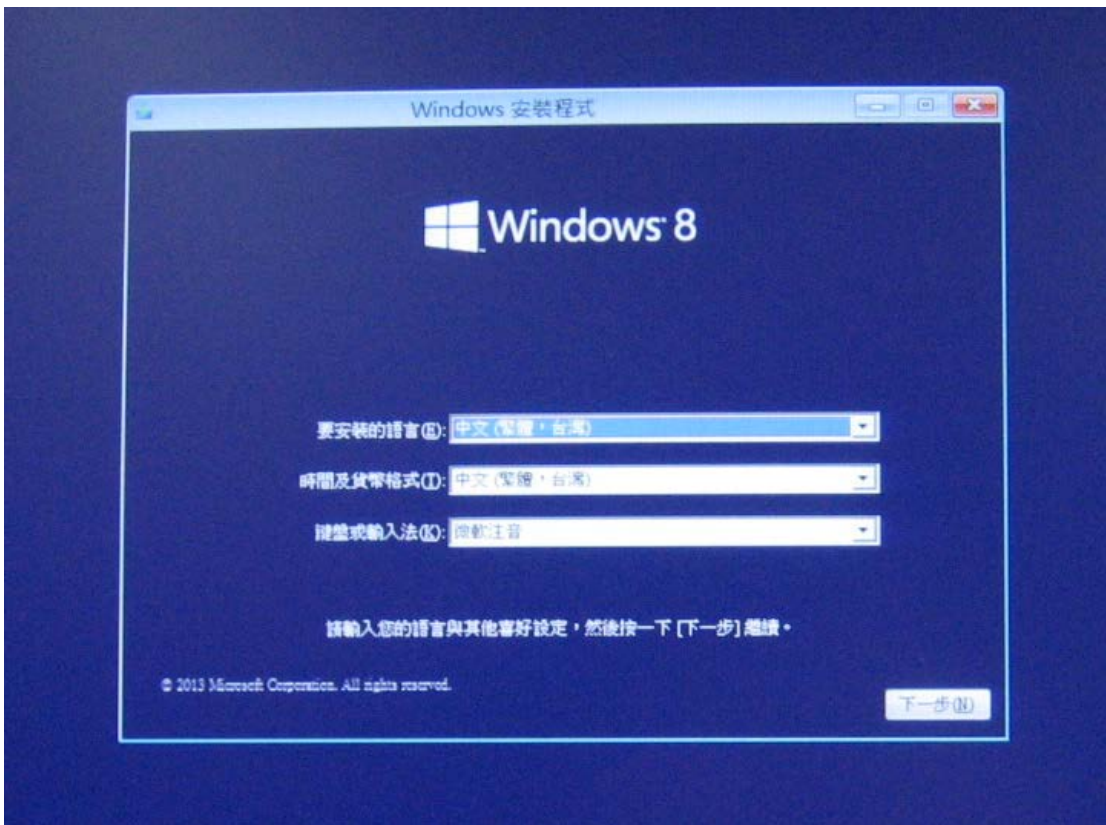 Windows 安裝程式
Windows 8
要安裝的語言(E): 中文 (繁體，台灣)
時間及貨幣格式(T): 中文 (繁體，台灣)
鍵盤或輸入法(K): 微軟注音
請輸入您的語言與其他喜好設定，然後按一下 [下一步] 繼續。
© 2013 Microsoft Corporation. All rights reserved.
下一步(N)